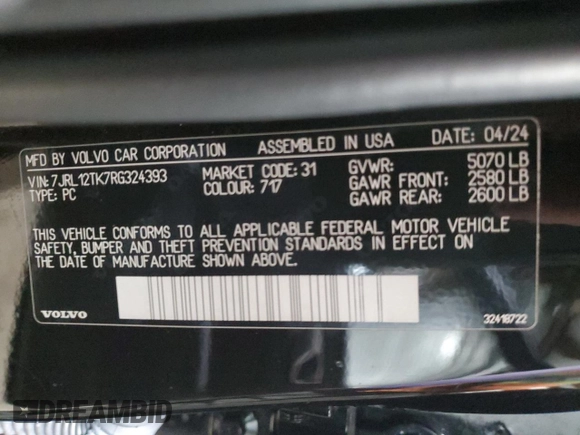 MFD BY VOLVO CAR CORPORATION ASSEMBLED IN USA DATE: 04/24
VIN: 7JRL12TK7RG324393 MARKET CODE: 31 GVWR: 5070 LB
TYPE: PC COLOUR: 717 GAWR FRONT: 2580 LB
GAWR REAR: 2600 LB
THIS VEHICLE CONFORMS TO ALL APPLICABLE FEDERAL MOTOR VEHICLE
SAFETY, BUMPER AND THEFT PREVENTION STANDARDS IN EFFECT ON
THE DATE OF MANUFACTURE SHOWN ABOVE.
VOLVO 32418722
DREAMBID